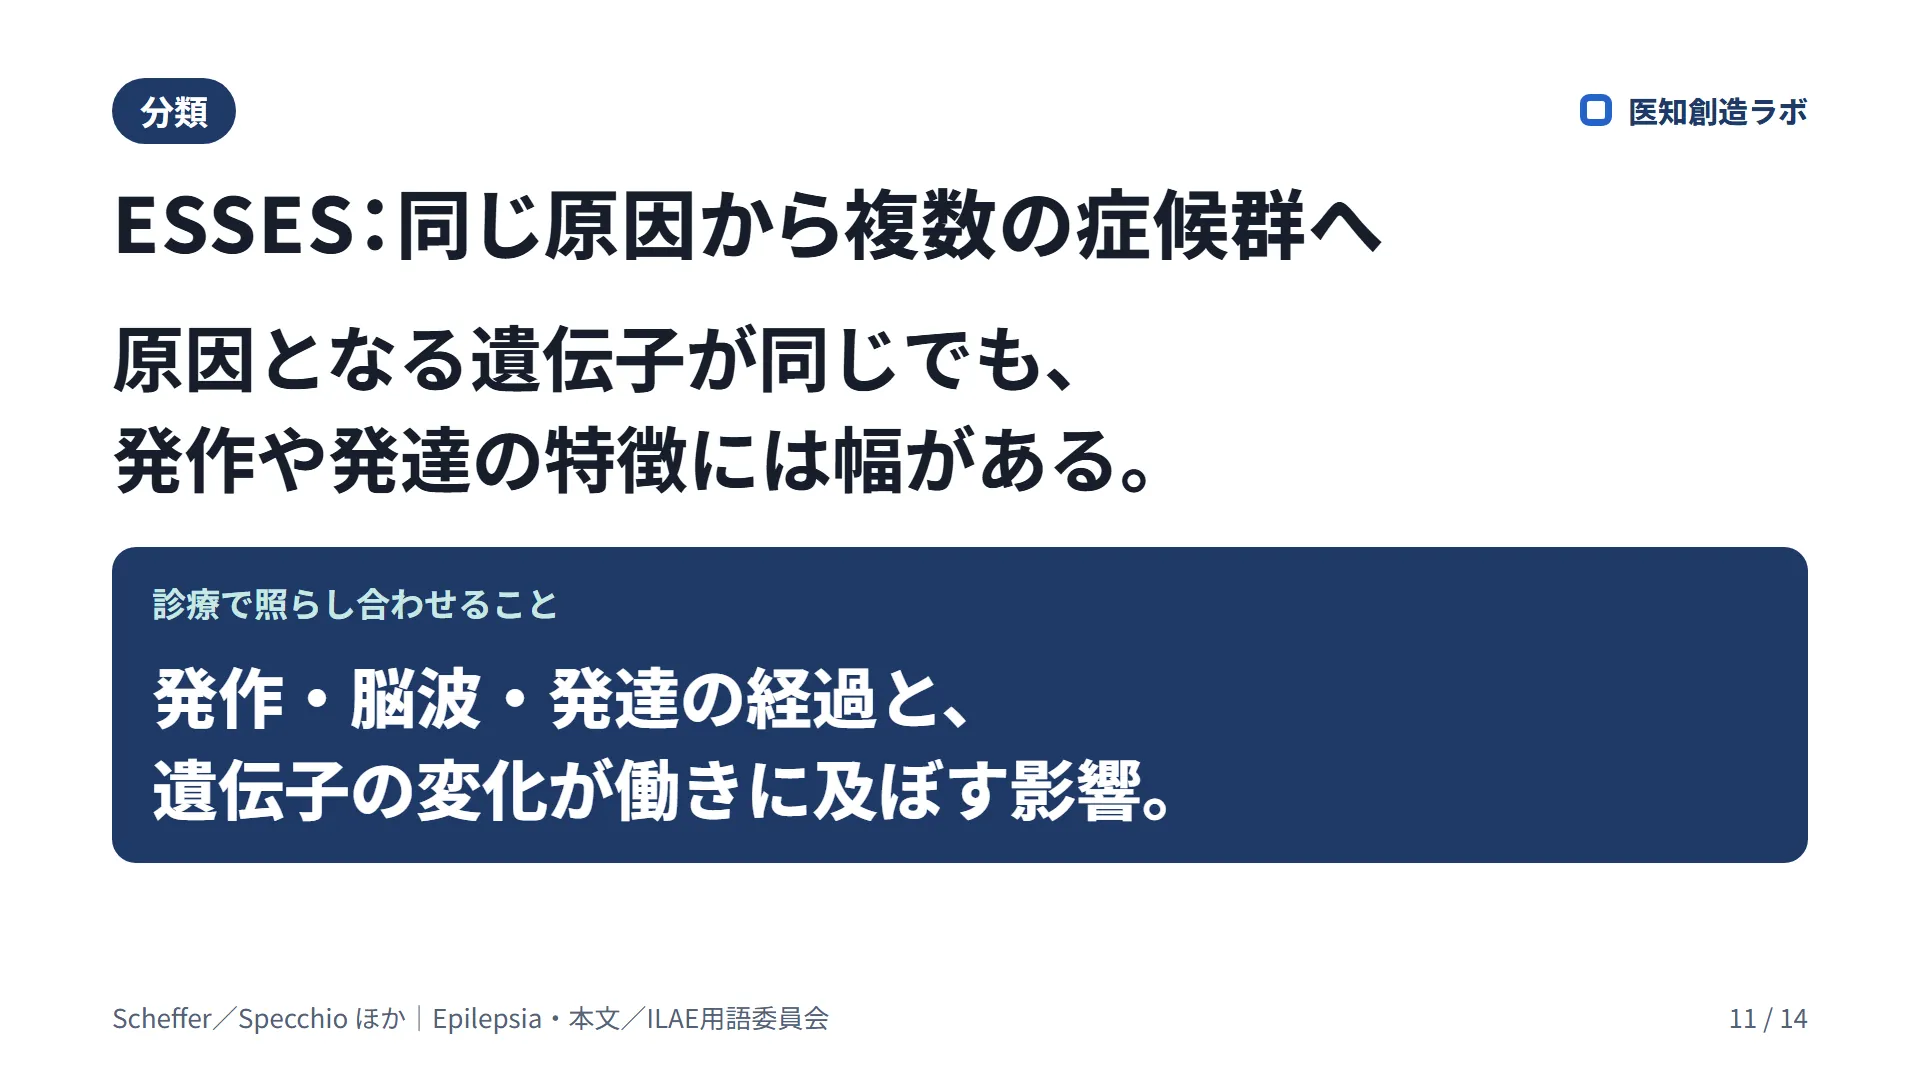 分類
医知創造ラボ
ESSES：同じ原因から複数の症候群へ
原因となる遺伝子が同じでも、
発作や発達の特徴には幅がある。
診療で照らし合わせること
発作・脳波・発達の経過と、
遺伝子の変化が働きに及ぼす影響。
Scheffer／Specchio ほか｜Epilepsia・本文／ILAE用語委員会
11 / 14